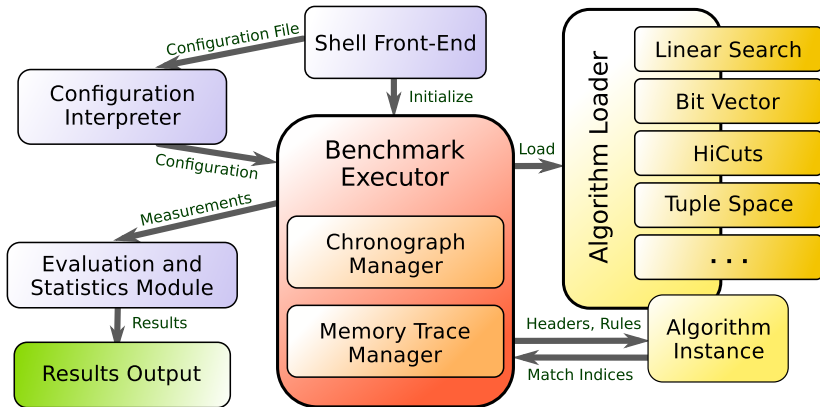 Shell Front-End
Configuration File
Configuration
Interpreter
Initialize
Configuration
Benchmark
Executor
Chronograph
Manager
Memory Trace
Manager
Measurements
Evaluation and
Statistics Module
Results
Results Output
Load
Algorithm Loader
Linear Search
Bit Vector
HiCuts
Tuple Space
...
Headers, Rules
Match Indices
Algorithm
Instance